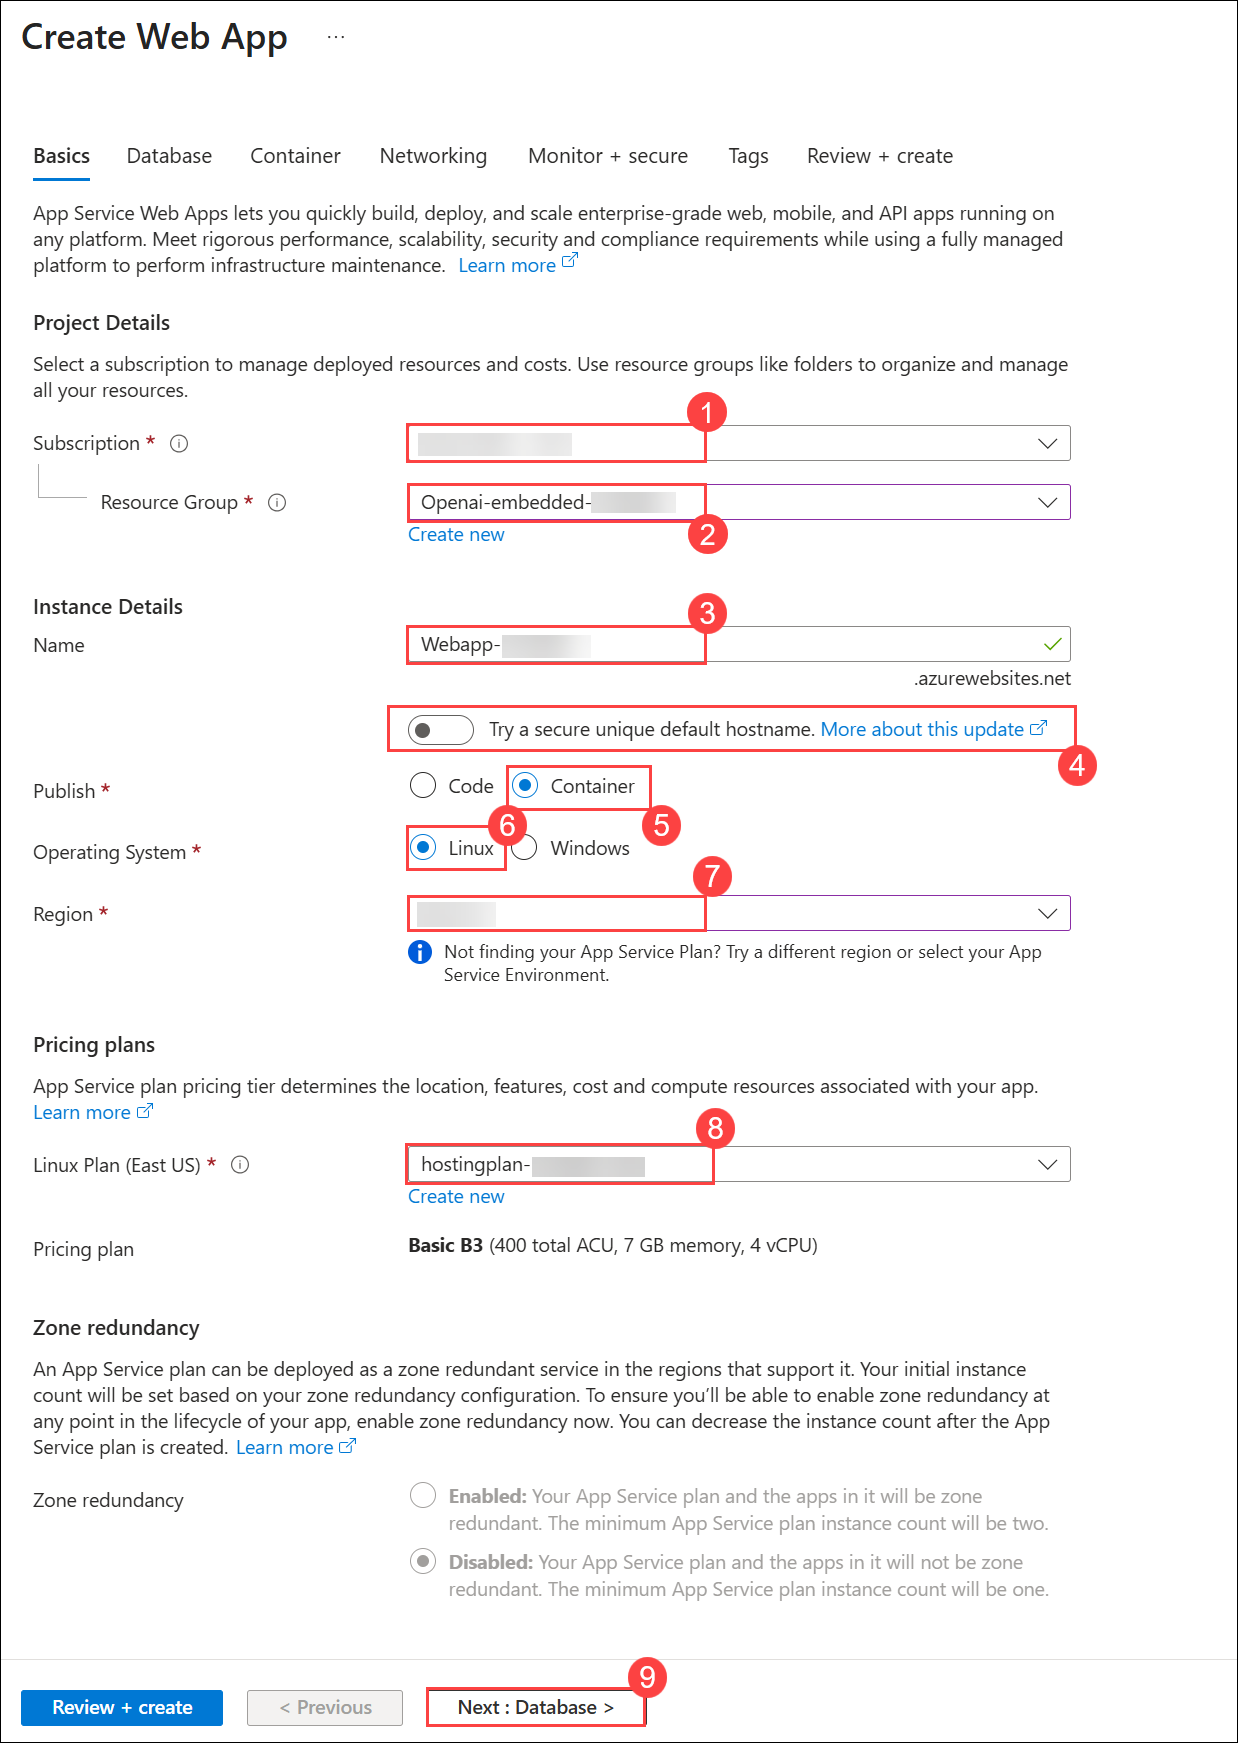 Create Web App ...
Basics Database Container Networking Monitor + secure Tags Review + create
App Service Web Apps lets you quickly build, deploy, and scale enterprise-grade web, mobile, and API apps running on
any platform. Meet rigorous performance, scalability, security and compliance requirements while using a fully managed
platform to perform infrastructure maintenance. Learn more
Project Details
Select a subscription to manage deployed resources and costs. Use resource groups like folders to organize and manage
all your resources.
1
Subscription *
Resource Group * Openai-embedded-
Create new
2
Instance Details
3
Name Webapp-
.azurewebsites.net
Try a secure unique default hostname. More about this update
4
Publish * Code Container
5
6
Operating System * Linux Windows
7
Region *
Not finding your App Service Plan? Try a different region or select your App
Service Environment.
Pricing plans
App Service plan pricing tier determines the location, features, cost and compute resources associated with your app.
Learn more
8
Linux Plan (East US) * hostingplan-
Create new
Pricing plan Basic B3 (400 total ACU, 7 GB memory, 4 vCPU)
Zone redundancy
An App Service plan can be deployed as a zone redundant service in the regions that support it. Your initial instance
count will be set based on your zone redundancy configuration. To ensure you'll be able to enable zone redundancy at
any point in the lifecycle of your app, enable zone redundancy now. You can decrease the instance count after the App
Service plan is created. Learn more
Zone redundancy Enabled: Your App Service plan and the apps in it will be zone
redundant. The minimum App Service plan instance count will be two.
Disabled: Your App Service plan and the apps in it will not be zone
redundant. The minimum App Service plan instance count will be one.
9
Review + create < Previous Next : Database >